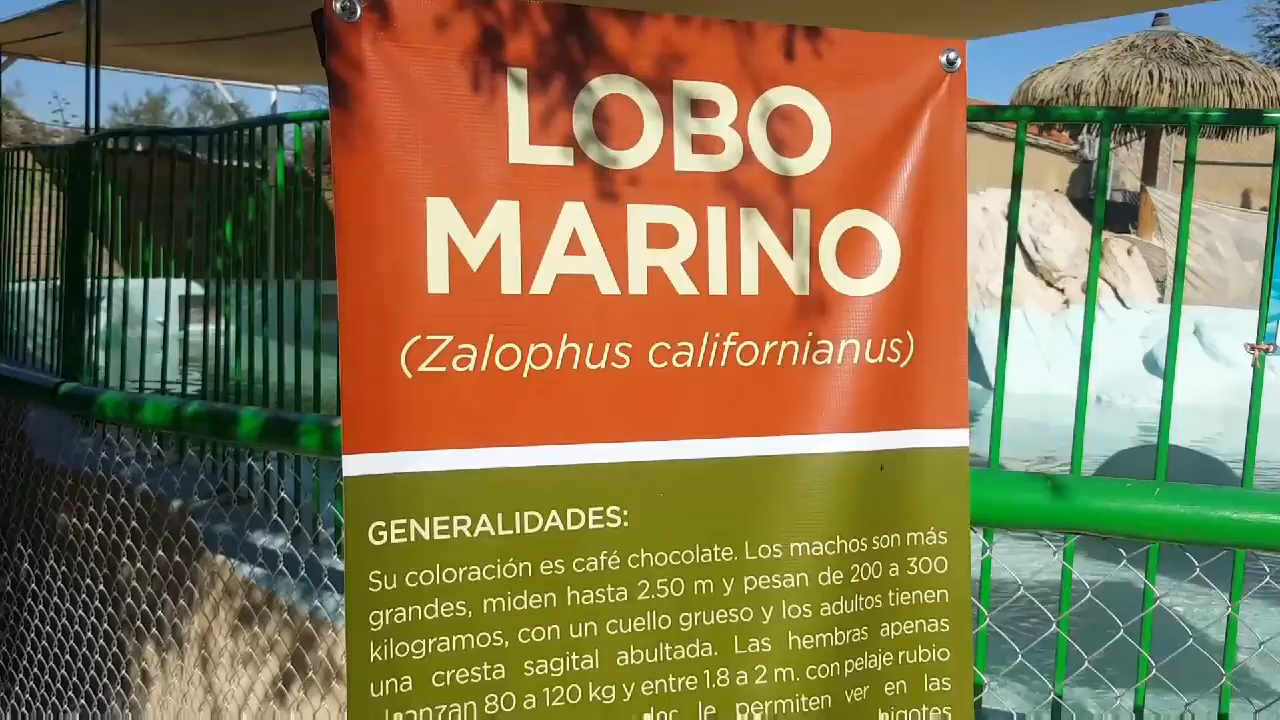 LOBO
MARINO
(Zalophus californianus)
GENERALIDADES:
Su coloración es café chocolate. Los machos son más
grandes, miden hasta 2.50 m y pesan de 200 a 300
kilogramos, con un cuello grueso y los adultos tienen
una cresta sagital abultada. Las hembras apenas
80 a 120 kg y entre 1.8 a 2 m. con pelaje rubio
le permiten ver en las
bigotes